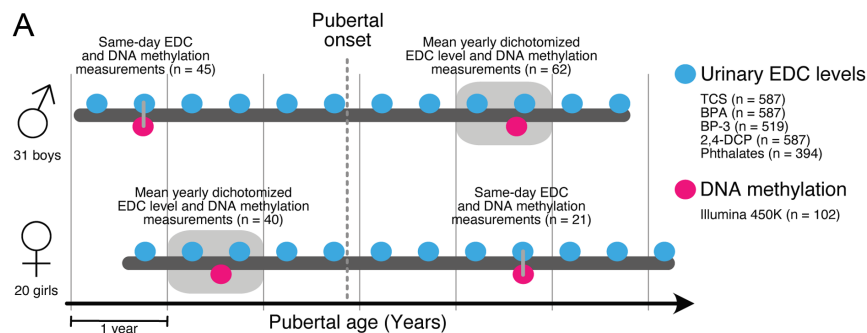 A
Pubertal
onset
Same-day EDC
and DNA methylation
measurements (n = 45)
Mean yearly dichotomized
EDC level and DNA methylation
measurements (n = 62)
31 boys
Mean yearly dichotomized
EDC level and DNA methylation
measurements (n = 40)
Same-day EDC
and DNA methylation
measurements (n = 21)
20 girls
1 year
Pubertal age (Years)
Urinary EDC levels
TCS (n = 587)
BPA (n = 587)
BP-3 (n = 519)
2,4-DCP (n = 587)
Phthalates (n = 394)
DNA methylation
Illumina 450K (n = 102)